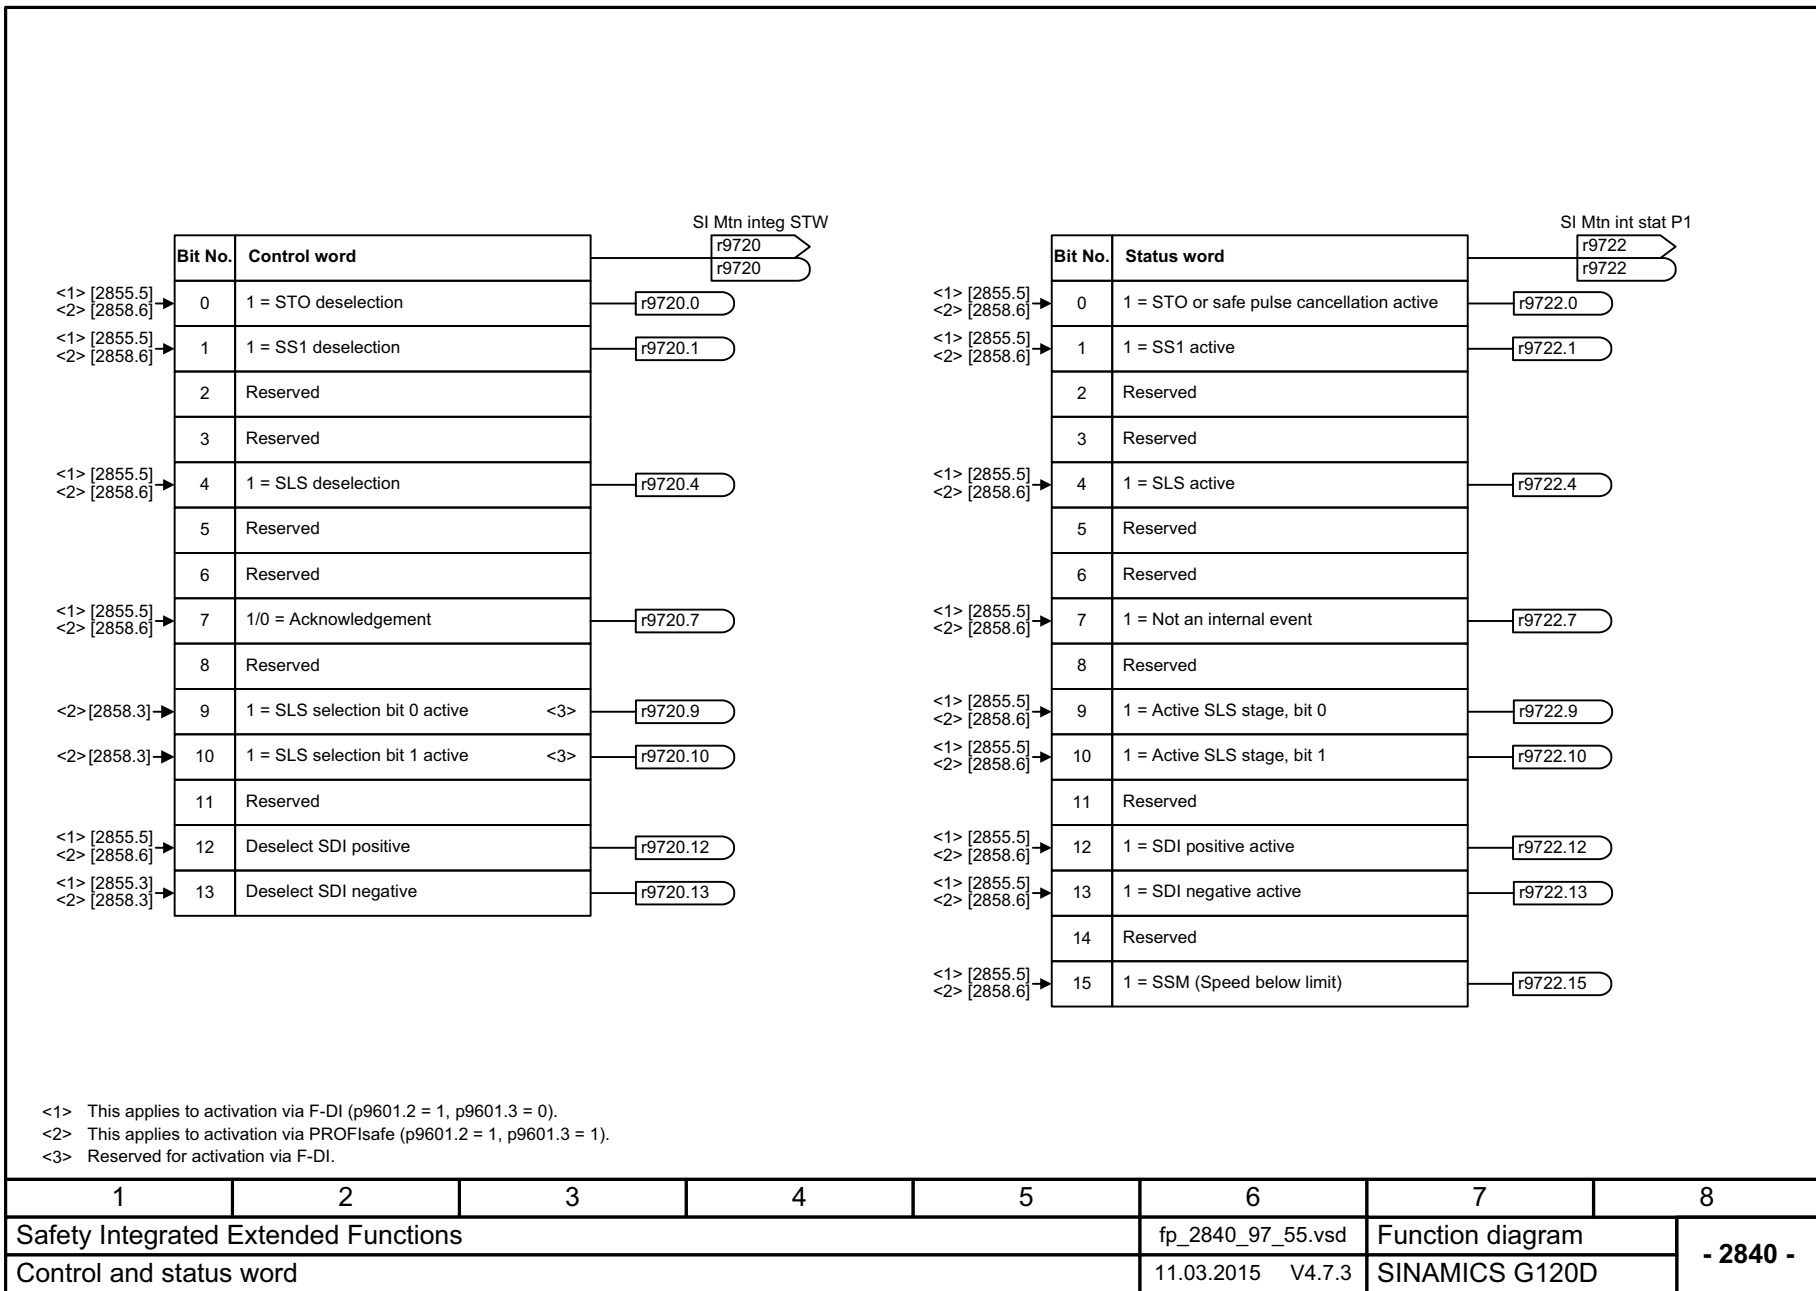 SI Mtn integ STW
Bit No. Control word r9720
r9720
<1> [2855.5]
<2> [2858.6] 0 1 = STO deselection r9720.0
<1> [2855.5]
<2> [2858.6] 1 1 = SS1 deselection r9720.1
2 Reserved
3 Reserved
<1> [2855.5]
<2> [2858.6] 4 1 = SLS deselection r9720.4
5 Reserved
6 Reserved
<1> [2855.5]
<2> [2858.6] 7 1/0 = Acknowledgement r9720.7
8 Reserved
<2>[2858.3] 9 1 = SLS selection bit 0 active <3> r9720.9
<2>[2858.3] 10 1 = SLS selection bit 1 active <3> r9720.10
11 Reserved
<1> [2855.5]
<2> [2858.6] 12 Deselect SDI positive r9720.12
<1> [2855.3]
<2> [2858.3] 13 Deselect SDI negative r9720.13
SI Mtn int stat P1
Bit No. Status word r9722
r9722
<1> [2855.5]
<2> [2858.6] 0 1 = STO or safe pulse cancellation active r9722.0
<1> [2855.5]
<2> [2858.6] 1 1 = SS1 active r9722.1
2 Reserved
3 Reserved
<1> [2855.5]
<2> [2858.6] 4 1 = SLS active r9722.4
5 Reserved
6 Reserved
<1> [2855.5]
<2> [2858.6] 7 1 = Not an internal event r9722.7
8 Reserved
<1> [2855.5]
<2> [2858.6] 9 1 = Active SLS stage, bit 0 r9722.9
<1> [2855.5]
<2> [2858.6] 10 1 = Active SLS stage, bit 1 r9722.10
11 Reserved
<1> [2855.5]
<2> [2858.6] 12 1 = SDI positive active r9722.12
<1> [2855.5]
<2> [2858.6] 13 1 = SDI negative active r9722.13
14 Reserved
<1> [2855.5]
<2> [2858.6] 15 1 = SSM (Speed below limit) r9722.15
<1> This applies to activation via F-DI (p9601.2 = 1, p9601.3 = 0).
<2> This applies to activation via PROFIsafe (p9601.2 = 1, p9601.3 = 1).
<3> Reserved for activation via F-DI.
1 2 3 4 5 6 7 8
Safety Integrated Extended Functions fp_2840_97_55.vsd Function diagram
- 2840 -
Control and status word 11.03.2015 V4.7.3 SINAMICS G120D